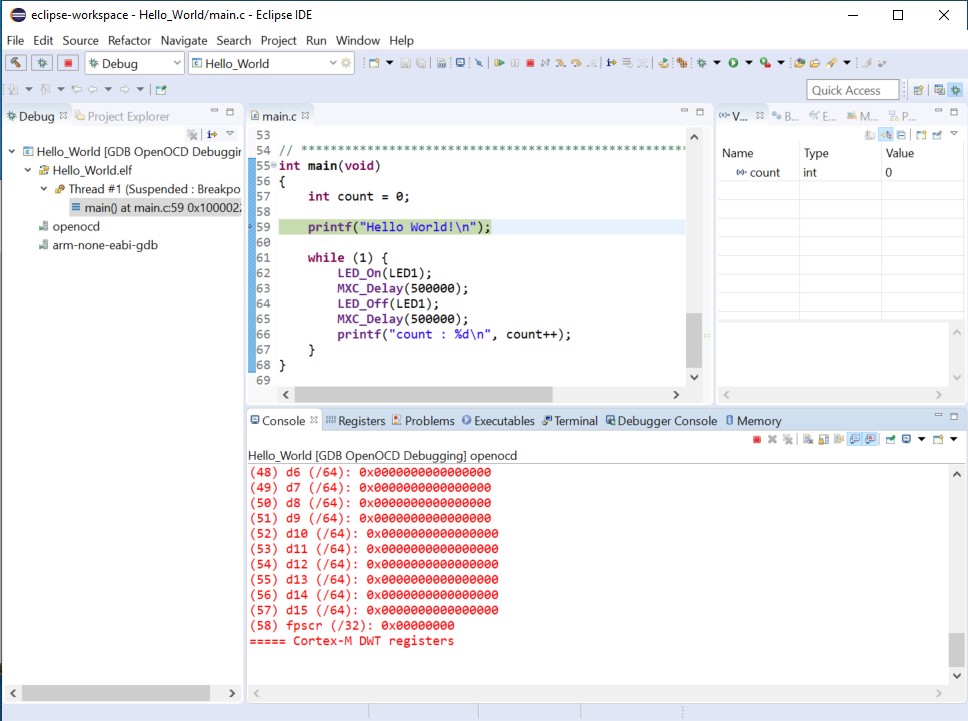 eclipse-workspace - Hello_World/main.c - Eclipse IDE
File Edit Source Refactor Navigate Search Project Run Window Help
Debug Hello_World
Quick Access
Debug Project Explorer
Hello_World [GDB OpenOCD Debuggin
Hello_World.elf
Thread #1 (Suspended : Breakpo
main() at main.c:59 0x1000022
openocd
arm-none-eabi-gdb
main.c
53
54 // *****************************************************
55 int main(void)
56 {
57 int count = 0;
58
59 printf("Hello World!\n");
60
61 while (1) {
62 LED_On(LED1);
63 MXC_Delay(500000);
64 LED_Off(LED1);
65 MXC_Delay(500000);
66 printf("count : %d\n", count++);
67 }
68 }
69
V... B... E... M... P...
Name Type Value
count int 0
Console Registers Problems Executables Terminal Debugger Console Memory
Hello_World [GDB OpenOCD Debugging] openocd
(48) d6 (/64): 0x0000000000000000
(49) d7 (/64): 0x0000000000000000
(50) d8 (/64): 0x0000000000000000
(51) d9 (/64): 0x0000000000000000
(52) d10 (/64): 0x0000000000000000
(53) d11 (/64): 0x0000000000000000
(54) d12 (/64): 0x0000000000000000
(55) d13 (/64): 0x0000000000000000
(56) d14 (/64): 0x0000000000000000
(57) d15 (/64): 0x0000000000000000
(58) fpscr (/32): 0x00000000
===== Cortex-M DWT registers